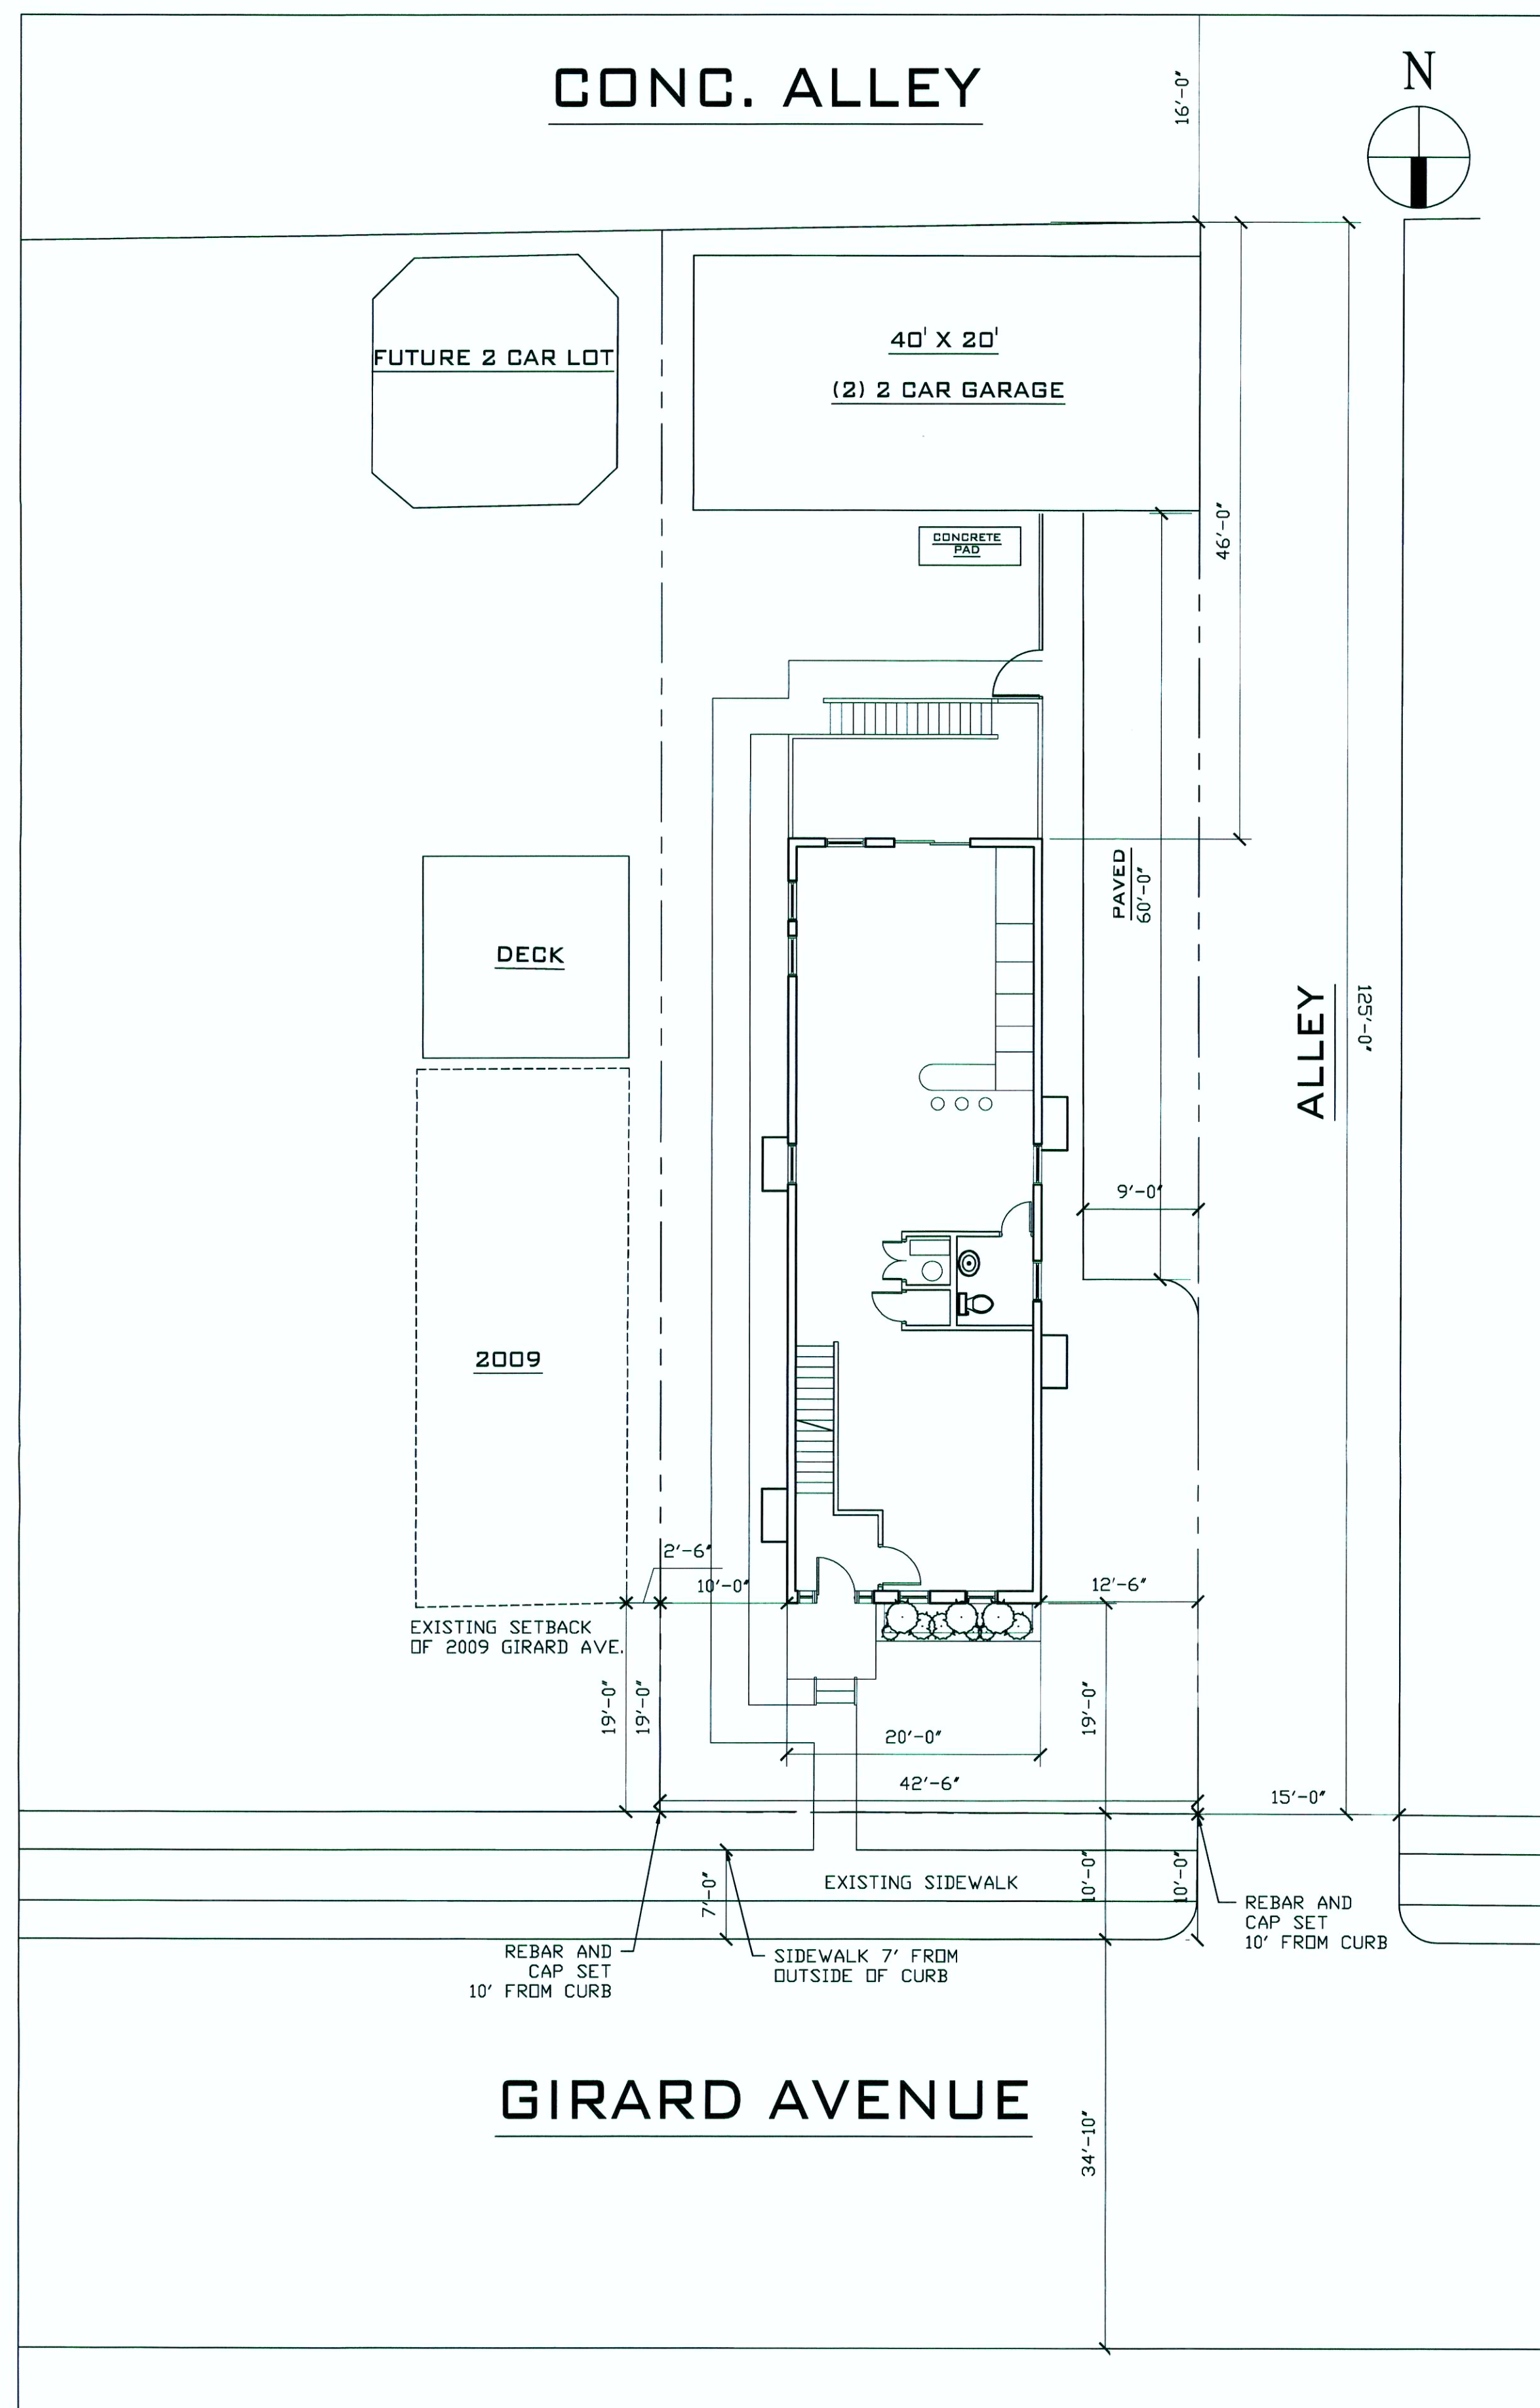 CONC. ALLEY
16'-0"
N
FUTURE 2 CAR LOT
40' X 20'
(2) 2 CAR GARAGE
CONCRETE
PAD
46'-0"
PAVED
60'-0"
DECK
ALLEY
125'-0"
9'-0"
2009
2'-6"
10'-0"
12'-6"
EXISTING SETBACK
OF 2009 GIRARD AVE.
19'-0"
19'-0"
19'-0"
20'-0"
42'-6"
15'-0"
7'-0"
EXISTING SIDEWALK
10'-0"
10'-0"
REBAR AND
CAP SET
10' FROM CURB
REBAR AND
CAP SET
10' FROM CURB
SIDEWALK 7' FROM
OUTSIDE OF CURB
GIRARD AVENUE
34'-10"